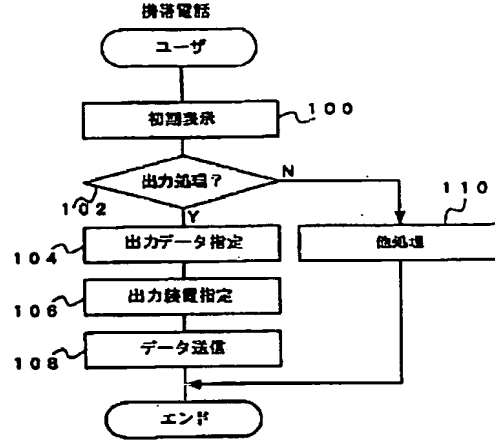 携帯電話
ユーザ
初期表示
100
出力処理?
N
102
Y
110
出力データ指定
他処理
104
出力装置指定
106
データ送信
108
エンド